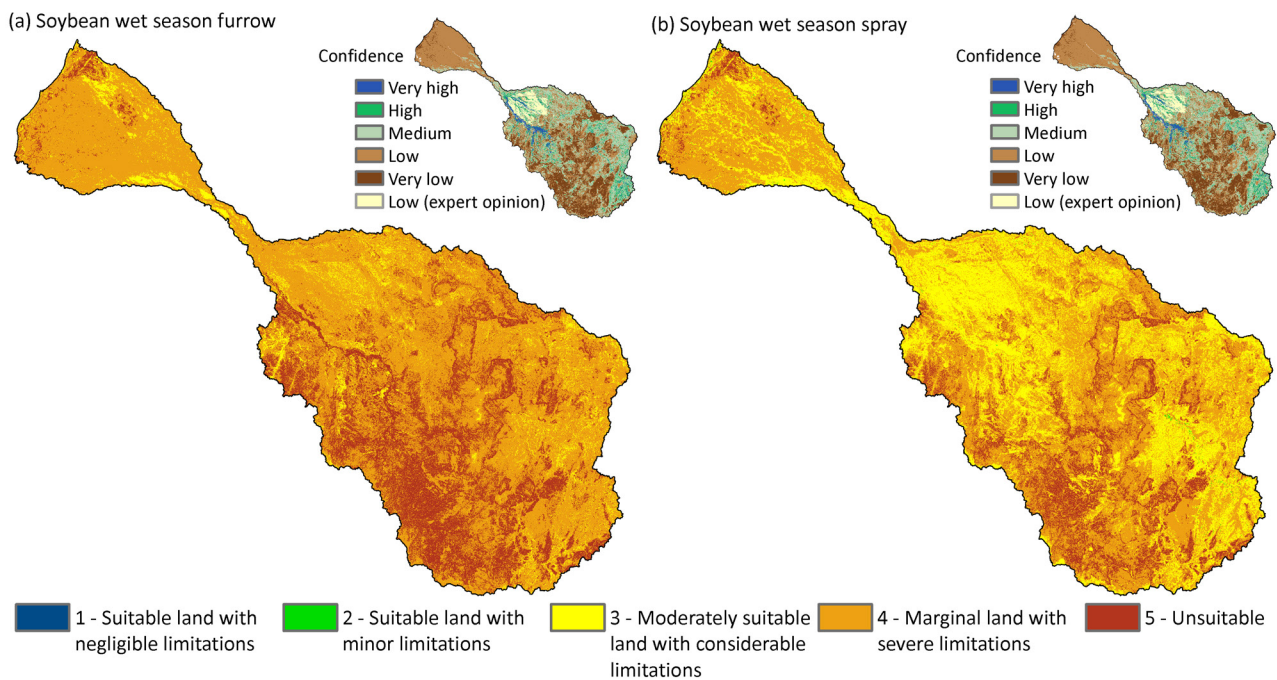 (a) Soybean wet season furrow
Confidence
Very high
High
Medium
Low
Very low
Low (expert opinion)
(b) Soybean wet season spray
Confidence
Very high
High
Medium
Low
Very low
Low (expert opinion)
1 - Suitable land with
negligible limitations
2 - Suitable land with
minor limitations
3 - Moderately suitable
land with considerable
limitations
4 - Marginal land with
severe limitations
5 - Unsuitable